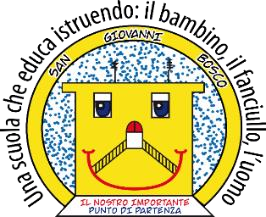 Una scuola che educa istruendo: il bambino, il fanciullo, l'uomo
SAN GIOVANNI BOSCO
IL NOSTRO IMPORTANTE
PUNTO DI PARTENZA